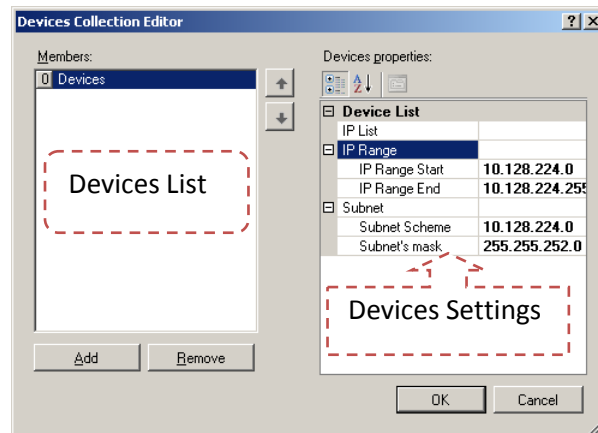 Devices Collection Editor
Members:
0 Devices
Devices List
Add
Remove
Devices properties:
Device List
IP List
IP Range
IP Range Start 10.128.224.0
IP Range End 10.128.224.255
Subnet
Subnet Scheme 10.128.224.0
Subnet's mask 255.255.252.0
Devices Settings
OK
Cancel